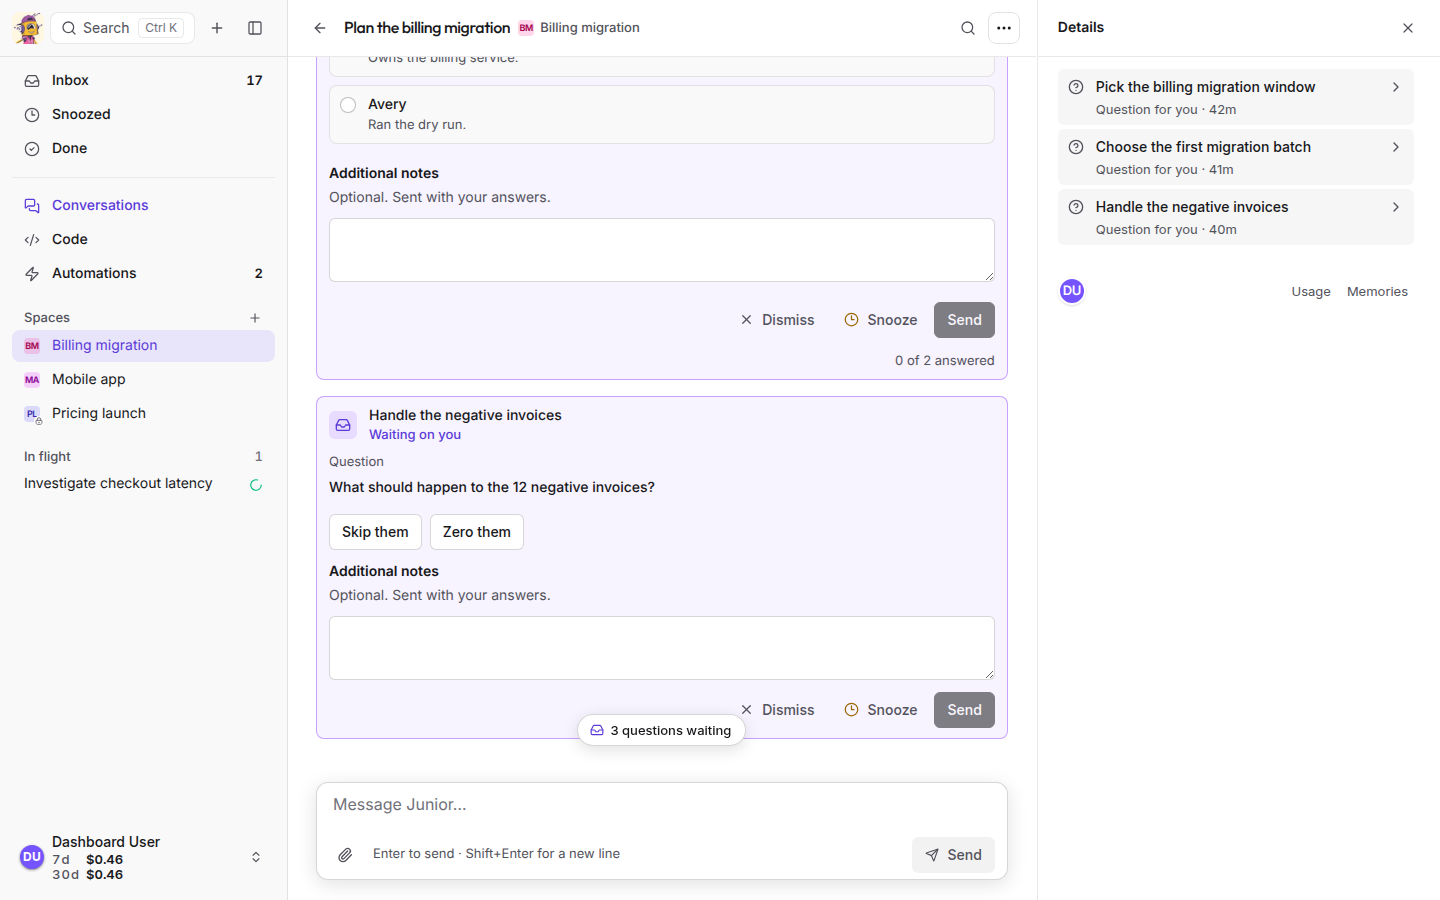 Search Ctrl K
Inbox 17
Snoozed
Done
Conversations
Code
Automations 2
Spaces
BM Billing migration
MA Mobile app
PL Pricing launch
In flight 1
Investigate checkout latency
DU Dashboard User
7d $0.46
30d $0.46
Plan the billing migration BM Billing migration
Owns the billing service.
Avery
Ran the dry run.
Additional notes
Optional. Sent with your answers.
Dismiss Snooze Send
0 of 2 answered
Handle the negative invoices
Waiting on you
Question
What should happen to the 12 negative invoices?
Skip them Zero them
Additional notes
Optional. Sent with your answers.
Dismiss Snooze Send
3 questions waiting
Message Junior...
Enter to send · Shift+Enter for a new line Send
Details
Pick the billing migration window
Question for you · 42m
Choose the first migration batch
Question for you · 41m
Handle the negative invoices
Question for you · 40m
DU Usage Memories